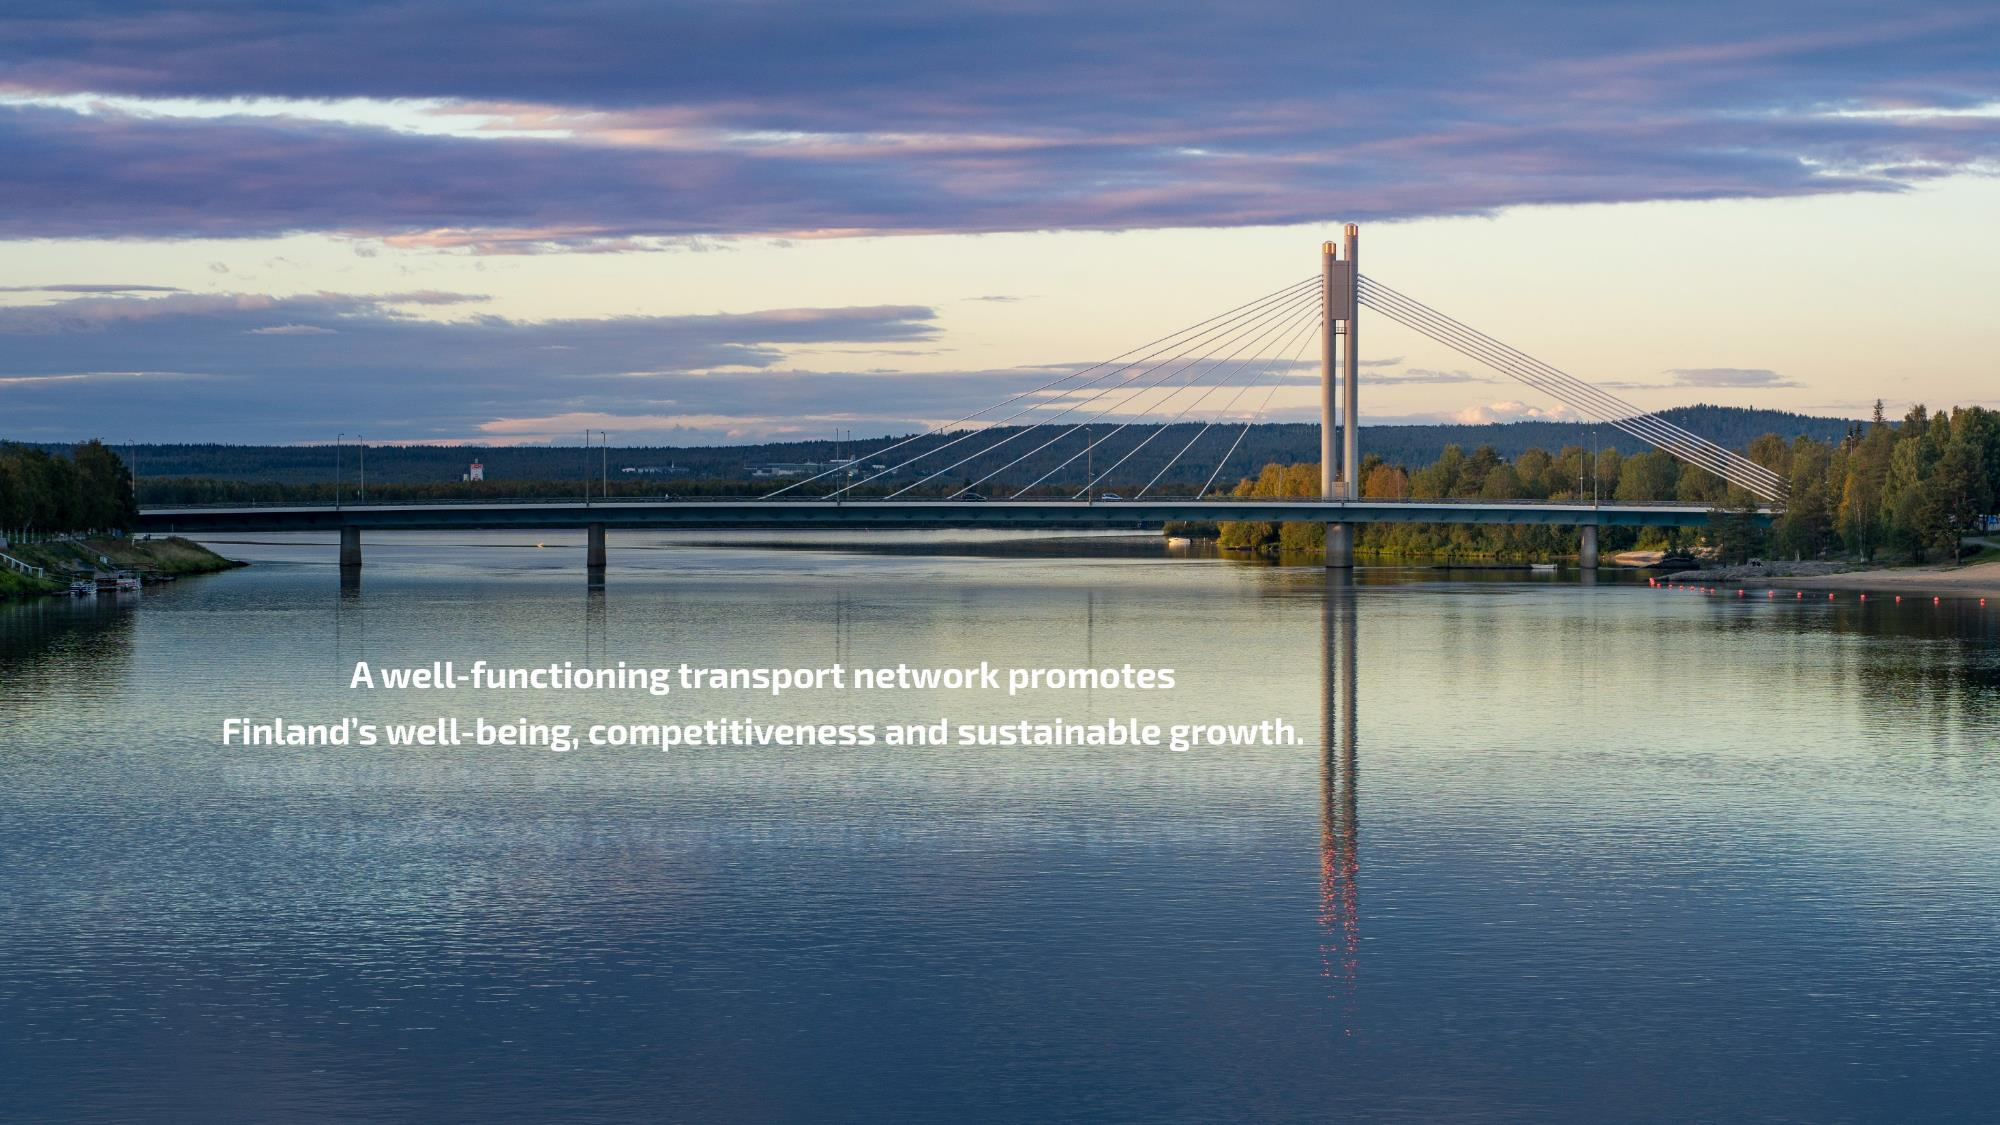 A well-functioning transport network promotes
Finland’s well-being, competitiveness and sustainable growth.